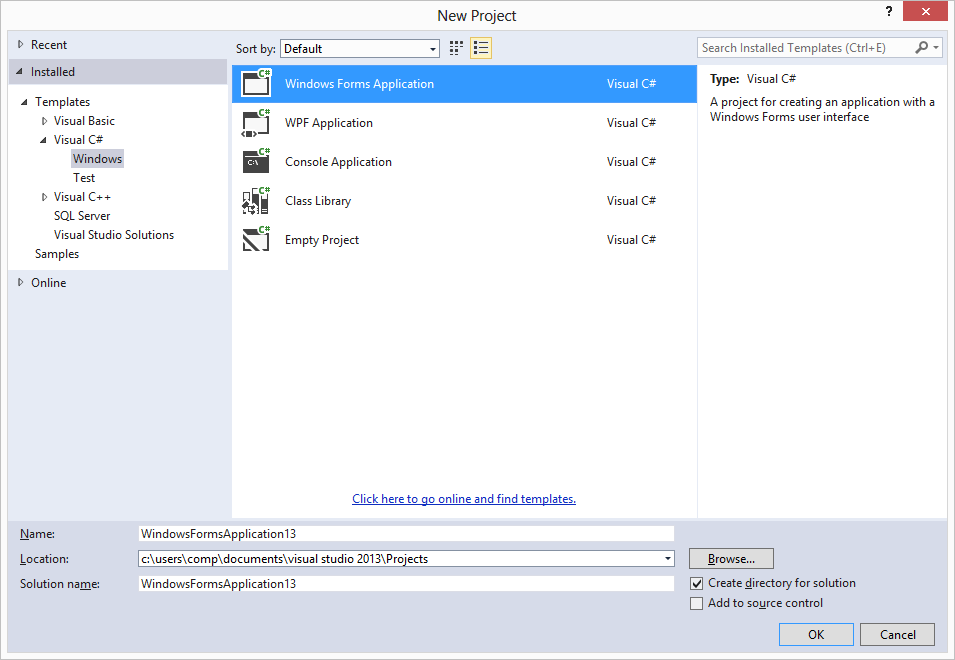 New Project
?
Recent
Installed
Templates
Visual Basic
Visual C#
Windows
Test
Visual C++
SQL Server
Visual Studio Solutions
Samples
Online
Sort by: Default
Search Installed Templates (Ctrl+E)
C# Windows Forms Application Visual C#
C# WPF Application Visual C#
C# C:\ Console Application Visual C#
C# Class Library Visual C#
C# Empty Project Visual C#
Click here to go online and find templates.
Type: Visual C#
A project for creating an application with a
Windows Forms user interface
Name: WindowsFormsApplication13
Location: c:\users\comp\documents\visual studio 2013\Projects Browse...
Solution name: WindowsFormsApplication13
Create directory for solution
Add to source control
OK Cancel